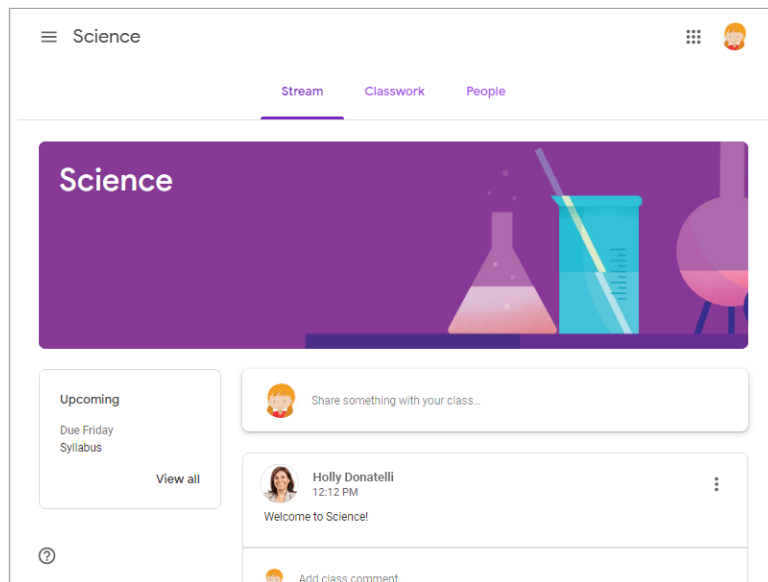 Science
Stream Classwork People
Science
Upcoming
Due Friday
Syllabus
View all
Share something with your class...
Holly Donatelli
12:12 PM
Welcome to Science!
Add class comment